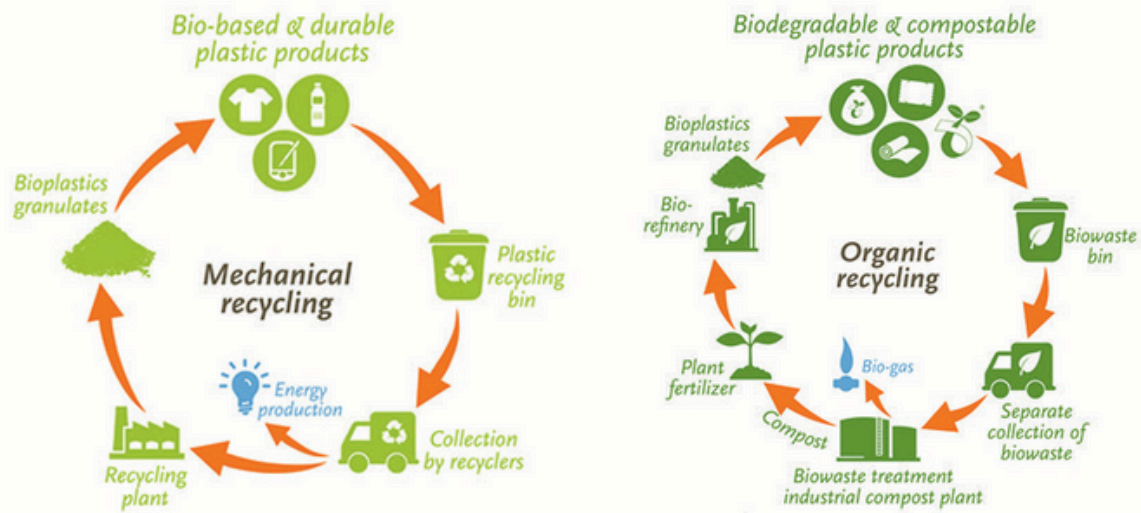 Bio-based & durable
plastic products
Bioplastics
granulates
Mechanical
recycling
Plastic
recycling
bin
Energy
production
Collection
by recyclers
Recycling
plant
Biodegradable & compostable
plastic products
Bioplastics
granulates
Bio-
refinery
Organic
recycling
Biowaste
bin
Plant
fertilizer
Bio-gas
Compost
Separate
collection of
biowaste
Biowaste treatment
industrial compost plant